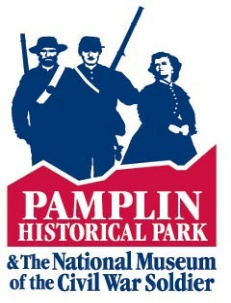 PAMPLIN
HISTORICAL PARK
& The National Museum
of the Civil War Soldier